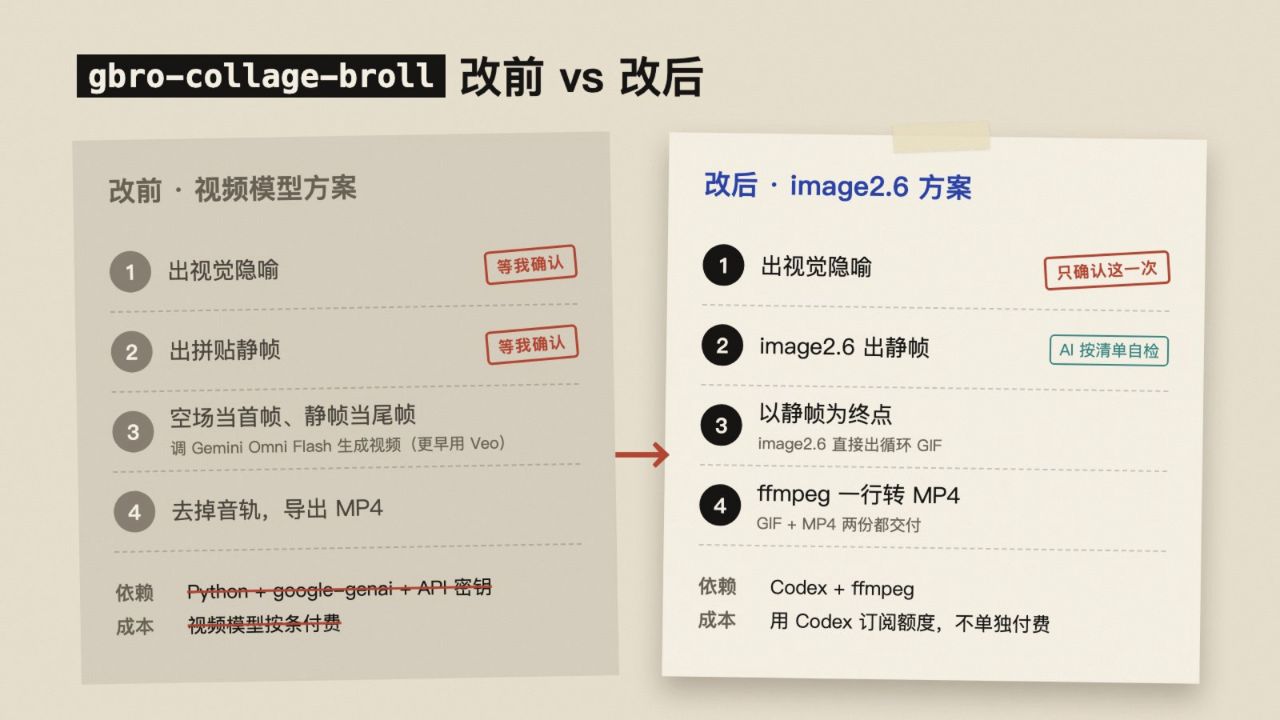 gbro-collage-broll 改前 vs 改后
改前 · 视频模型方案
1 出视觉隐喻 等我确认
2 出拼贴静帧 等我确认
3 空场当首帧、静帧当尾帧
调 Gemini Omni Flash 生成视频（更早用 Veo）
4 去掉音轨，导出 MP4
依赖 Python + google-genai + API 密钥
成本 视频模型按条付费
改后 · image2.6 方案
1 出视觉隐喻 只确认这一次
2 image2.6 出静帧 AI 按清单自检
3 以静帧为终点
image2.6 直接出循环 GIF
4 ffmpeg 一行转 MP4
GIF + MP4 两份都交付
依赖 Codex + ffmpeg
成本 用 Codex 订阅额度，不单独付费